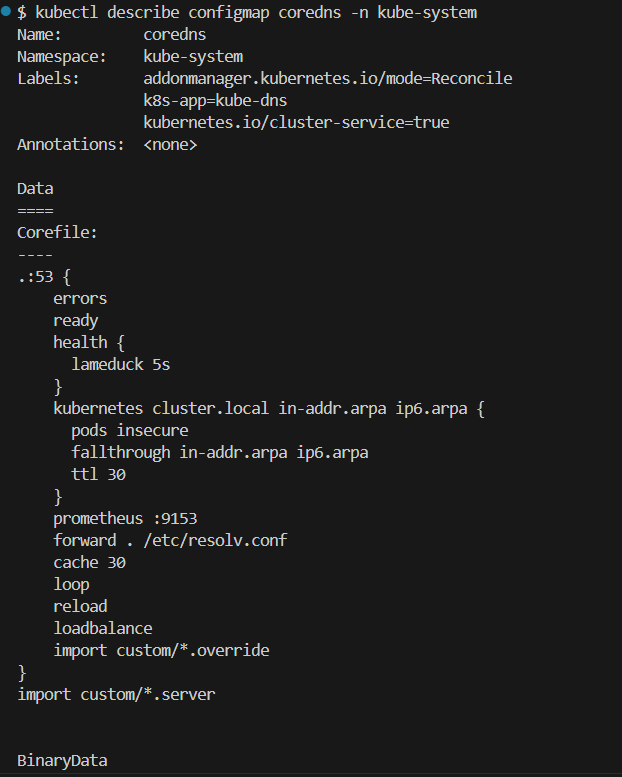 $ kubectl describe configmap coredns -n kube-system
Name:         coredns
Namespace:    kube-system
Labels:       addonmanager.kubernetes.io/mode=Reconcile
              k8s-app=kube-dns
              kubernetes.io/cluster-service=true
Annotations:  <none>

Data
====
Corefile:
----
.:53 {
    errors
    ready
    health {
      lameduck 5s
    }
    kubernetes cluster.local in-addr.arpa ip6.arpa {
      pods insecure
      fallthrough in-addr.arpa ip6.arpa
      ttl 30
    }
    prometheus :9153
    forward . /etc/resolv.conf
    cache 30
    loop
    reload
    loadbalance
    import custom/*.override
}
import custom/*.server


BinaryData